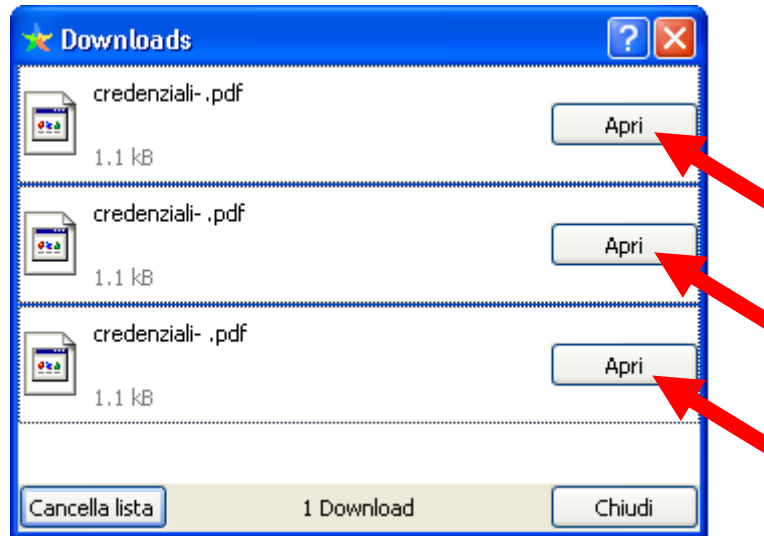 Downloads
credenziali- .pdf
Apri
1.1 kB
credenziali- .pdf
Apri
1.1 kB
credenziali- .pdf
Apri
1.1 kB
Cancella lista
1 Download
Chiudi